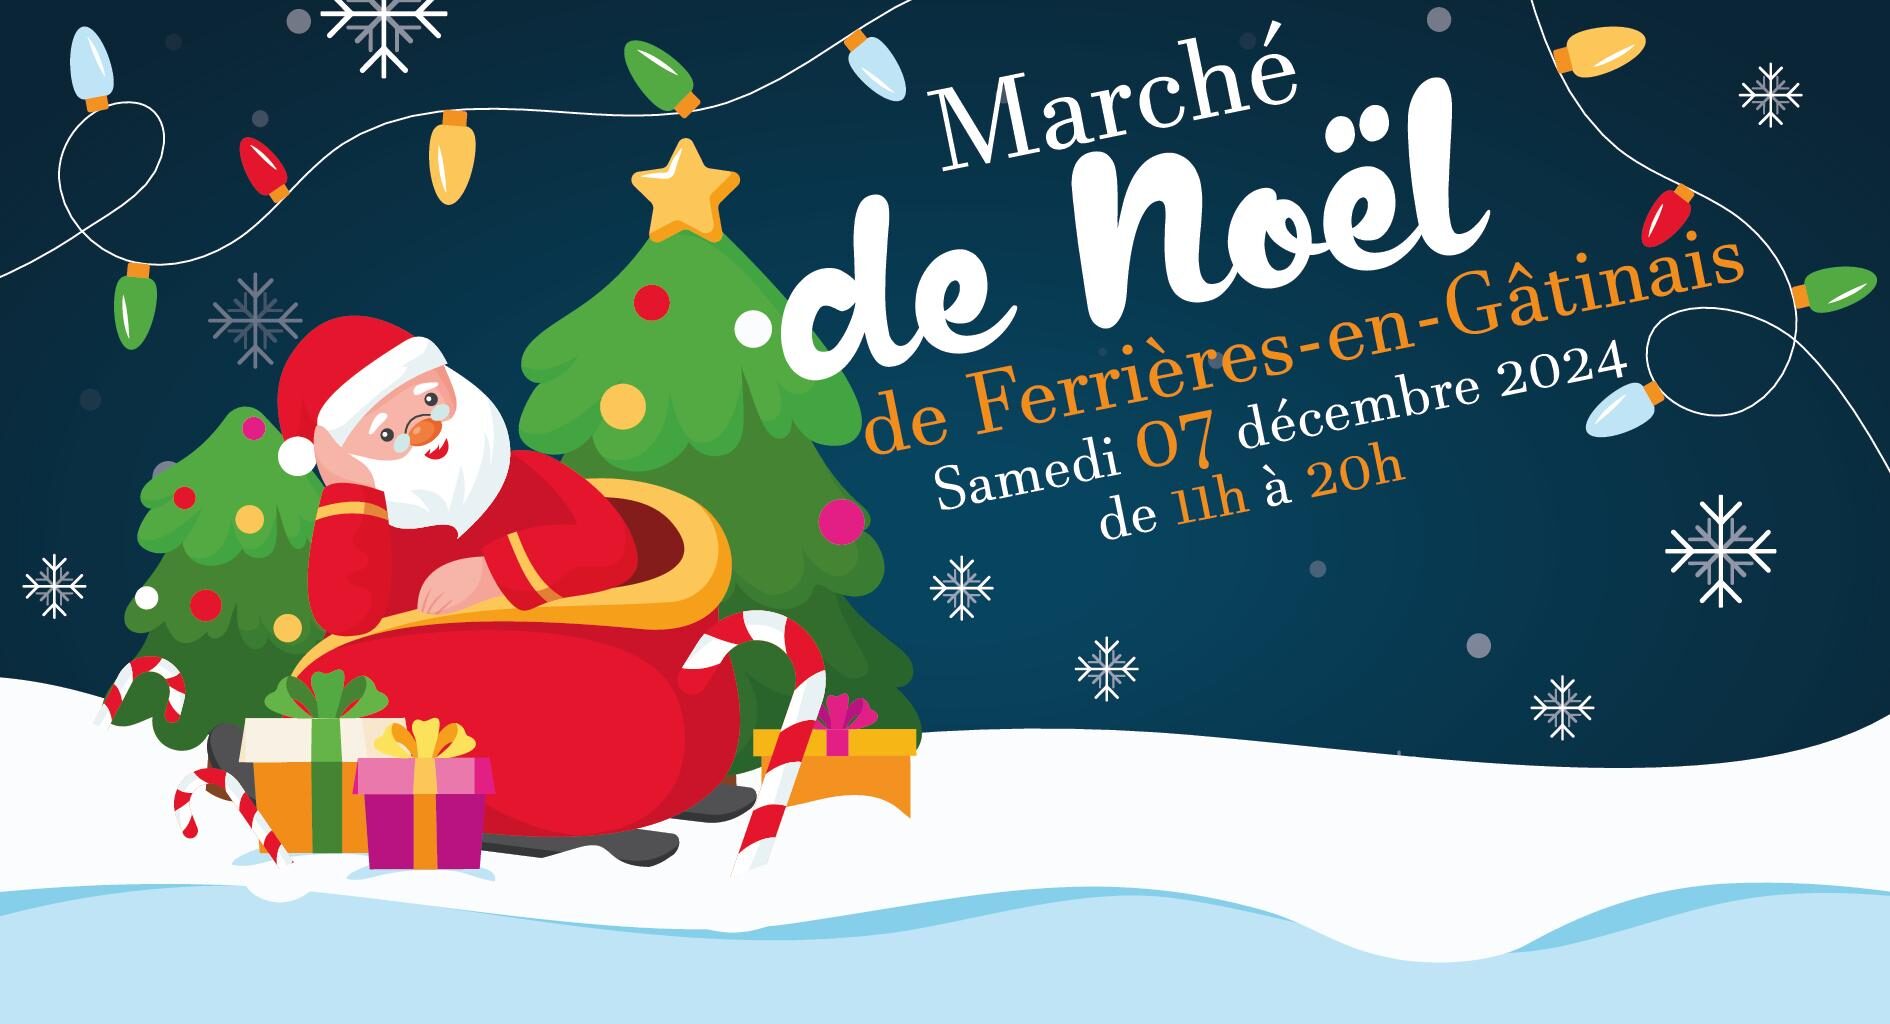 Marché
de Noël
de Ferrières-en-Gâtinais
Samedi 07 décembre 2024
de 11h à 20h